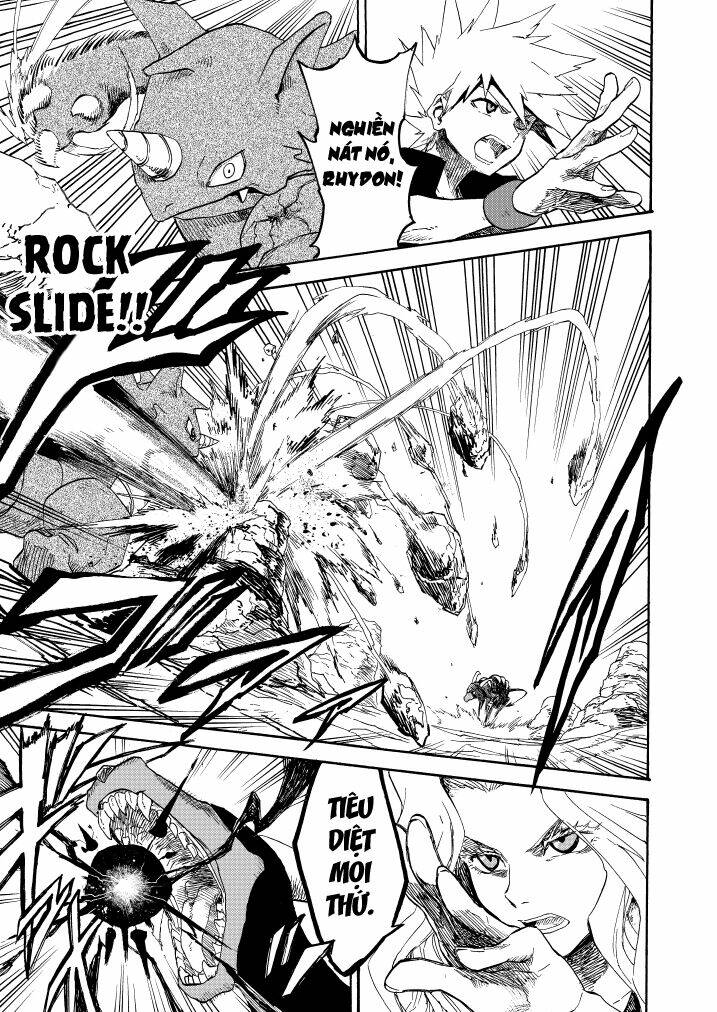 NGHIỀN
NÁT NÓ,
RHYDON!
ROCK
SLIDE!!
TIÊU
DIỆT
MỌI
THỨ.